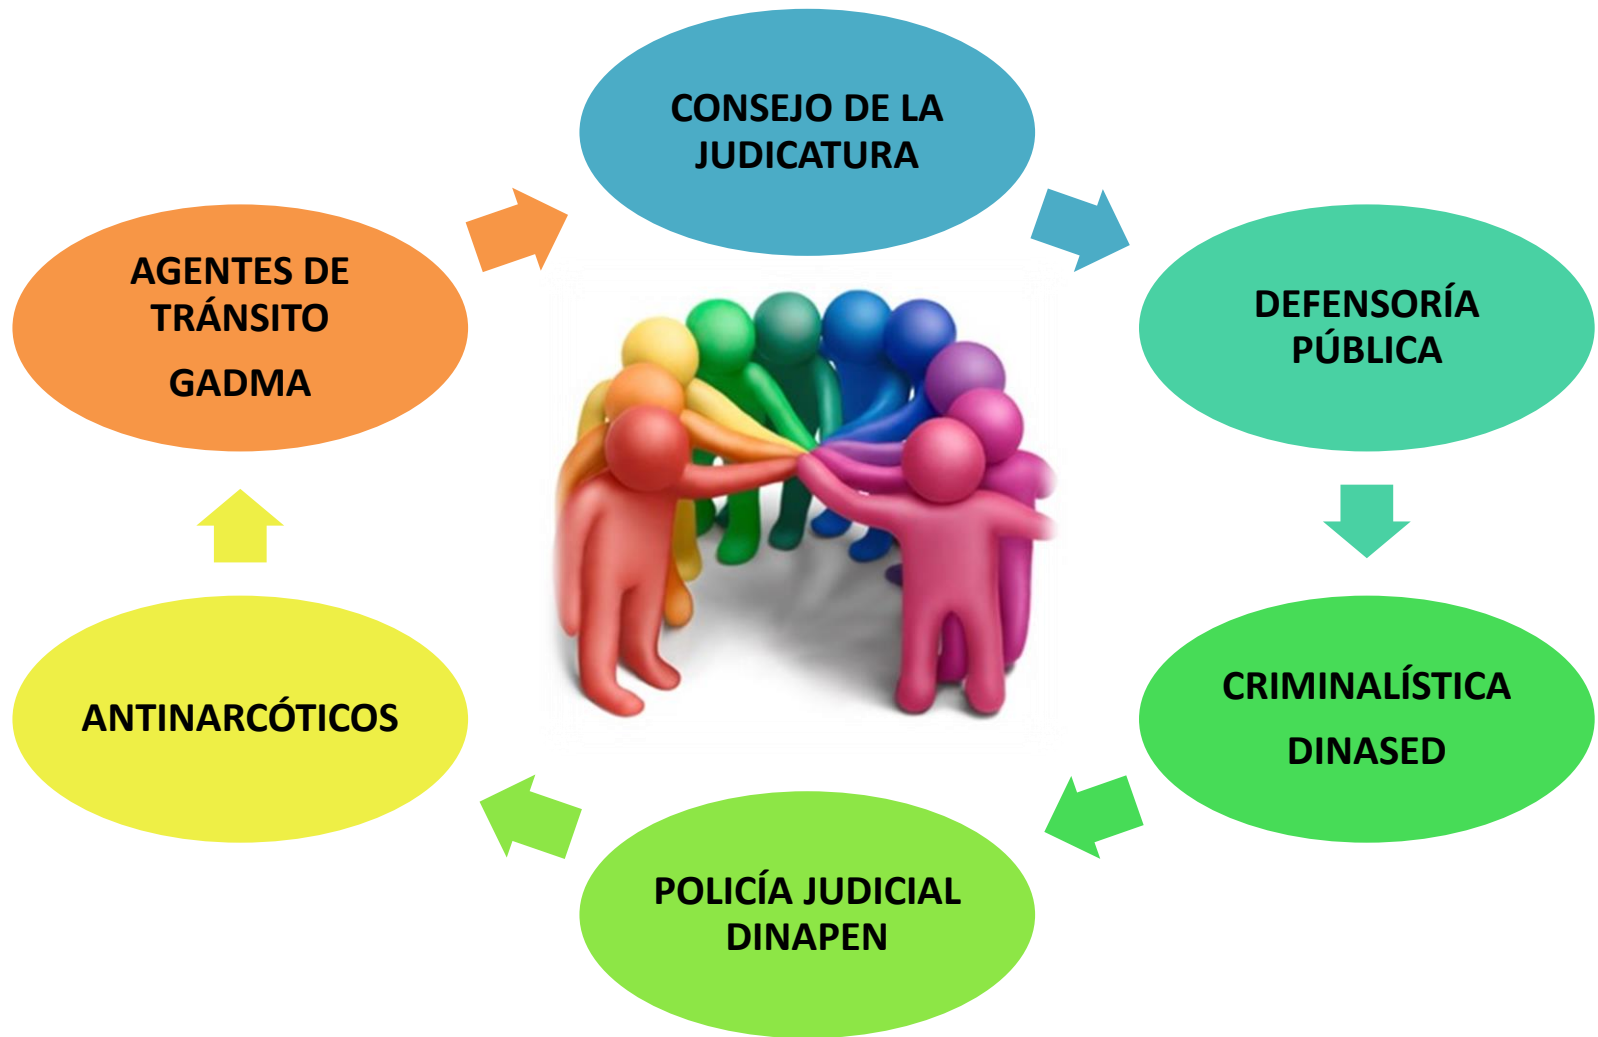 CONSEJO DE LA
JUDICATURA
DEFENSORÍA
PÚBLICA
CRIMINALÍSTICA
DINASED
POLICÍA JUDICIAL
DINAPEN
ANTINARCÓTICOS
AGENTES DE
TRÁNSITO
GADMA